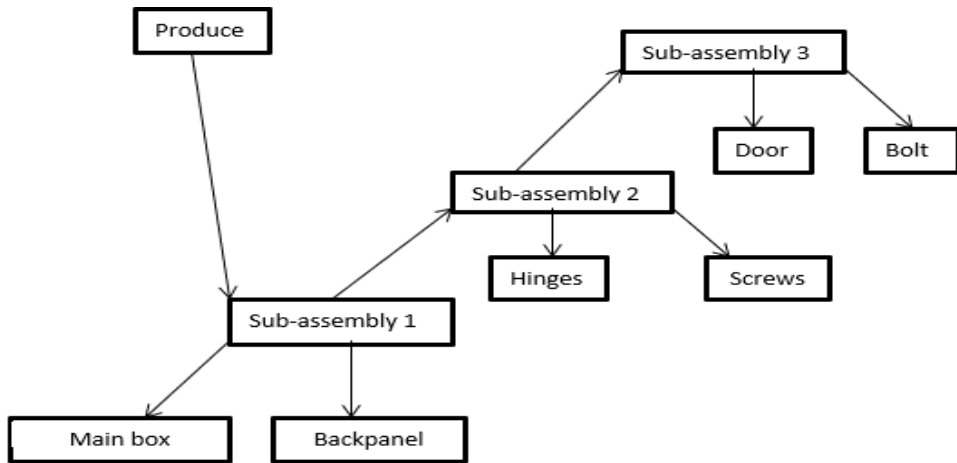 Produce
Sub-assembly 3
Door
Bolt
Sub-assembly 2
Hinges
Screws
Sub-assembly 1
Main box
Backpanel